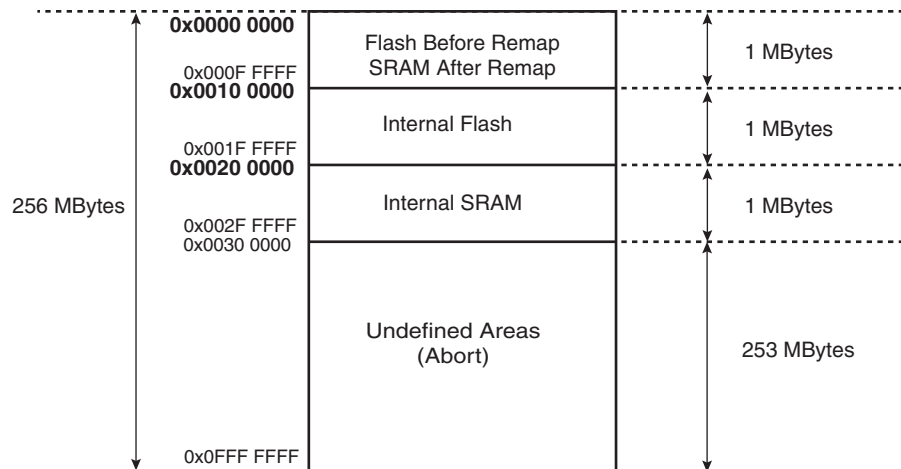 0x0000 0000
Flash Before Remap
SRAM After Remap
1 MBytes
0x000F FFFF
0x0010 0000
Internal Flash
1 MBytes
0x001F FFFF
0x0020 0000
256 MBytes
Internal SRAM
1 MBytes
0x002F FFFF
0x0030 0000
Undefined Areas
(Abort)
253 MBytes
0x0FFF FFFF